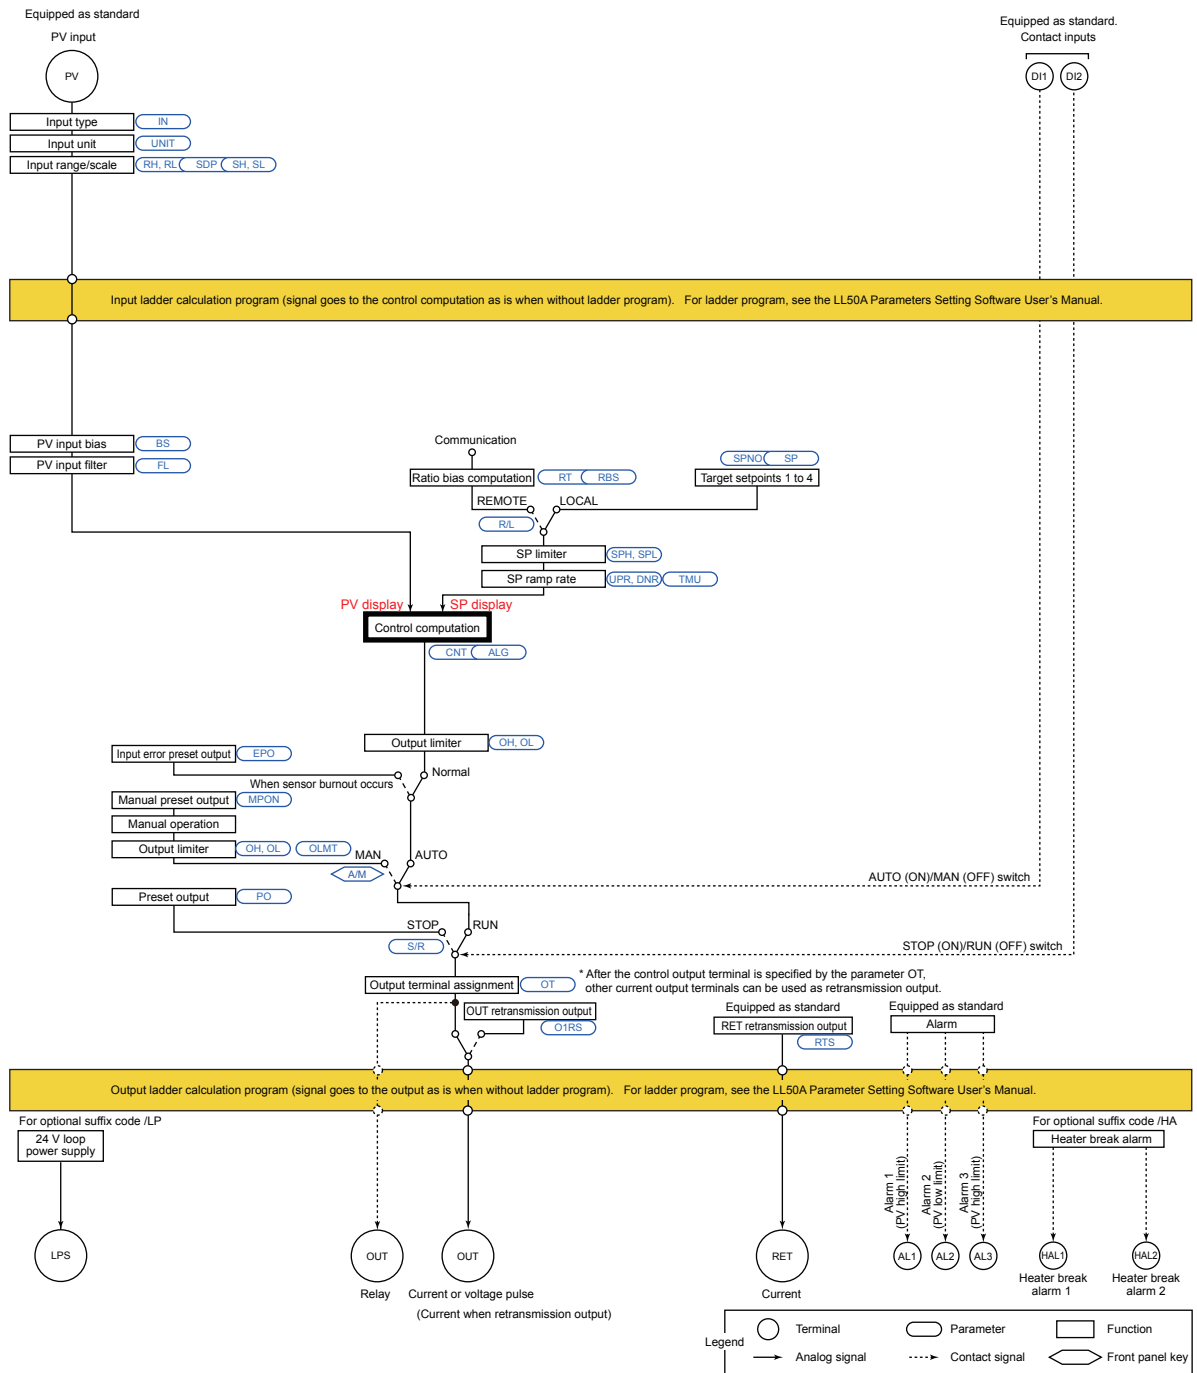 Equipped as standard
PV input
PV
Equipped as standard.
Contact inputs
DI1
DI2
Input type
IN
Input unit
UNIT
Input range/scale
RH, RL
SDP
SH, SL
Input ladder calculation program (signal goes to the control computation as is when without ladder program). For ladder program, see the LL50A Parameters Setting Software User's Manual.
PV input bias
BS
PV input filter
FL
Communication
Ratio bias computation
RT
RBS
SPNO
SP
Target setpoints 1 to 4
REMOTE
LOCAL
R/L
SP limiter
SPH, SPL
SP ramp rate
UPR, DNR
TMU
PV display
SP display
Control computation
CNT
ALG
Output limiter
OH, OL
Input error preset output
EPO
When sensor burnout occurs
Normal
Manual preset output
MPON
Manual operation
Output limiter
OH, OL
OLMT
MAN
AUTO
A/M
AUTO (ON)/MAN (OFF) switch
Preset output
PO
STOP
RUN
S/R
STOP (ON)/RUN (OFF) switch
Output terminal assignment
OT
* After the control output terminal is specified by the parameter OT,
other current output terminals can be used as retransmission output.
OUT retransmission output
O1RS
Equipped as standard
RET retransmission output
RTS
Equipped as standard
Alarm
Output ladder calculation program (signal goes to the output as is when without ladder program). For ladder program, see the LL50A Parameter Setting Software User's Manual.
For optional suffix code /LP
24 V loop
power supply
LPS
OUT
Relay
OUT
Current or voltage pulse
(Current when retransmission output)
RET
Current
Alarm 1
(PV high limit)
Alarm 2
(PV low limit)
Alarm 3
(PV high limit)
AL1
AL2
AL3
For optional suffix code /HA
Heater break alarm
HAL1
HAL2
Heater break
alarm 1
Heater break
alarm 2
Legend
Terminal
Parameter
Function
Analog signal
Contact signal
Front panel key